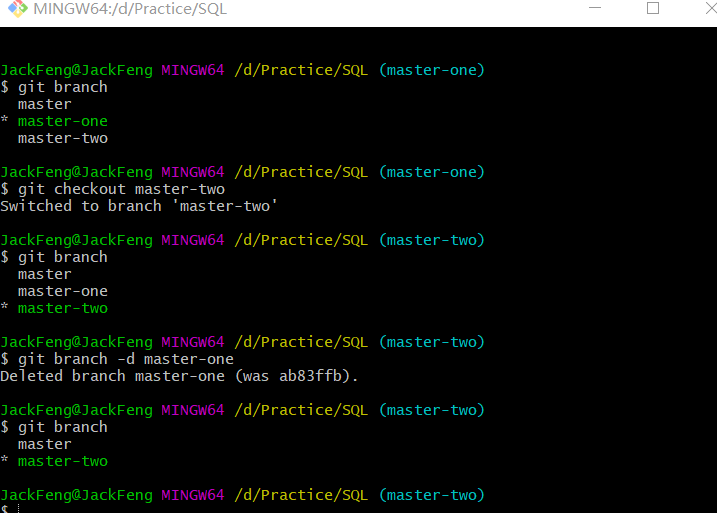 MINGW64:/d/Practice/SQL
JackFeng@JackFeng MINGW64 /d/Practice/SQL (master-one)
$ git branch
  master
* master-one
  master-two
JackFeng@JackFeng MINGW64 /d/Practice/SQL (master-one)
$ git checkout master-two
Switched to branch 'master-two'
JackFeng@JackFeng MINGW64 /d/Practice/SQL (master-two)
$ git branch
  master
  master-one
* master-two
JackFeng@JackFeng MINGW64 /d/Practice/SQL (master-two)
$ git branch -d master-one
Deleted branch master-one (was ab83ffb).
JackFeng@JackFeng MINGW64 /d/Practice/SQL (master-two)
$ git branch
  master
* master-two
JackFeng@JackFeng MINGW64 /d/Practice/SQL (master-two)
$